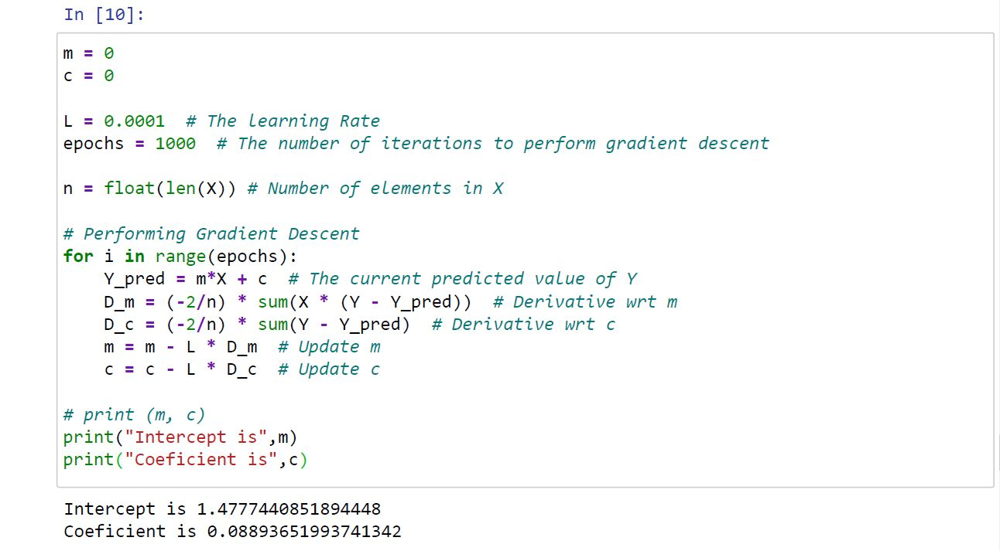 In [10]:
m = 0
c = 0
L = 0.0001  # The learning Rate
epochs = 1000  # The number of iterations to perform gradient descent
n = float(len(X)) # Number of elements in X
# Performing Gradient Descent
for i in range(epochs):
    Y_pred = m*X + c  # The current predicted value of Y
    D_m = (-2/n) * sum(X * (Y - Y_pred))  # Derivative wrt m
    D_c = (-2/n) * sum(Y - Y_pred)  # Derivative wrt c
    m = m - L * D_m  # Update m
    c = c - L * D_c  # Update c
# print (m, c)
print("Intercept is",m)
print("Coeficient is",c)
Intercept is 1.4777440851894448
Coeficient is 0.08893651993741342